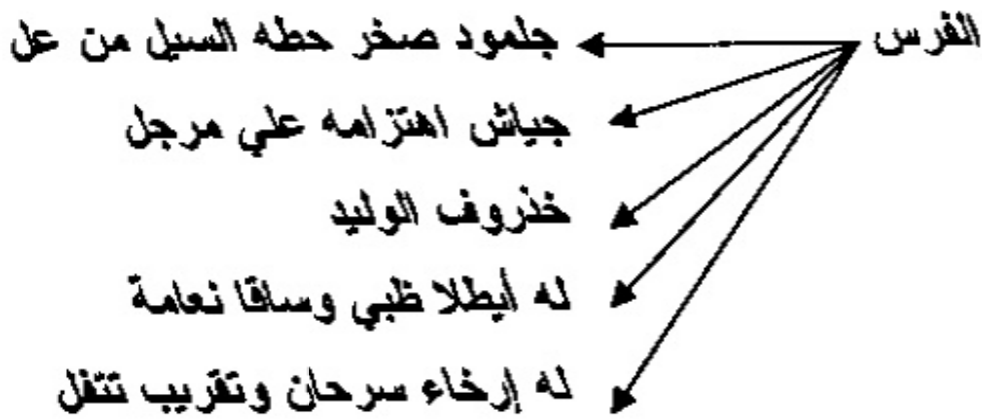 الفرس
جلمود صخر حطه السيل من عل
جياش اهتزامه علي مرجل
خذروف الوليد
له أيطلا ظبي وساقا نعامة
له إرخاء سرحان وتقريب تتفل